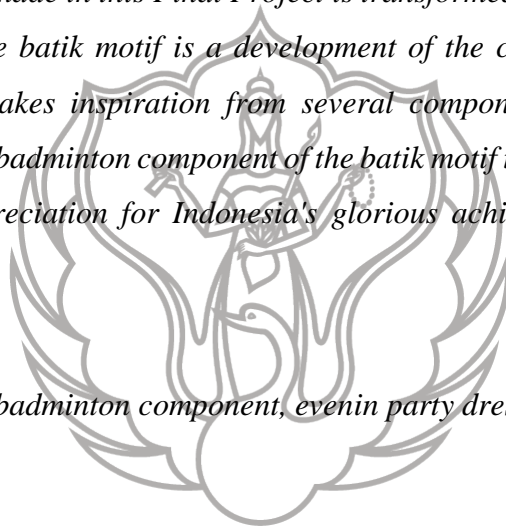 nade in this Final Project is transformed
e batik motif is a development of the c
akes inspiration from several compon
badminton component of the batik motif i
reciation for Indonesia's glorious achi
badminton component, evenin party dre